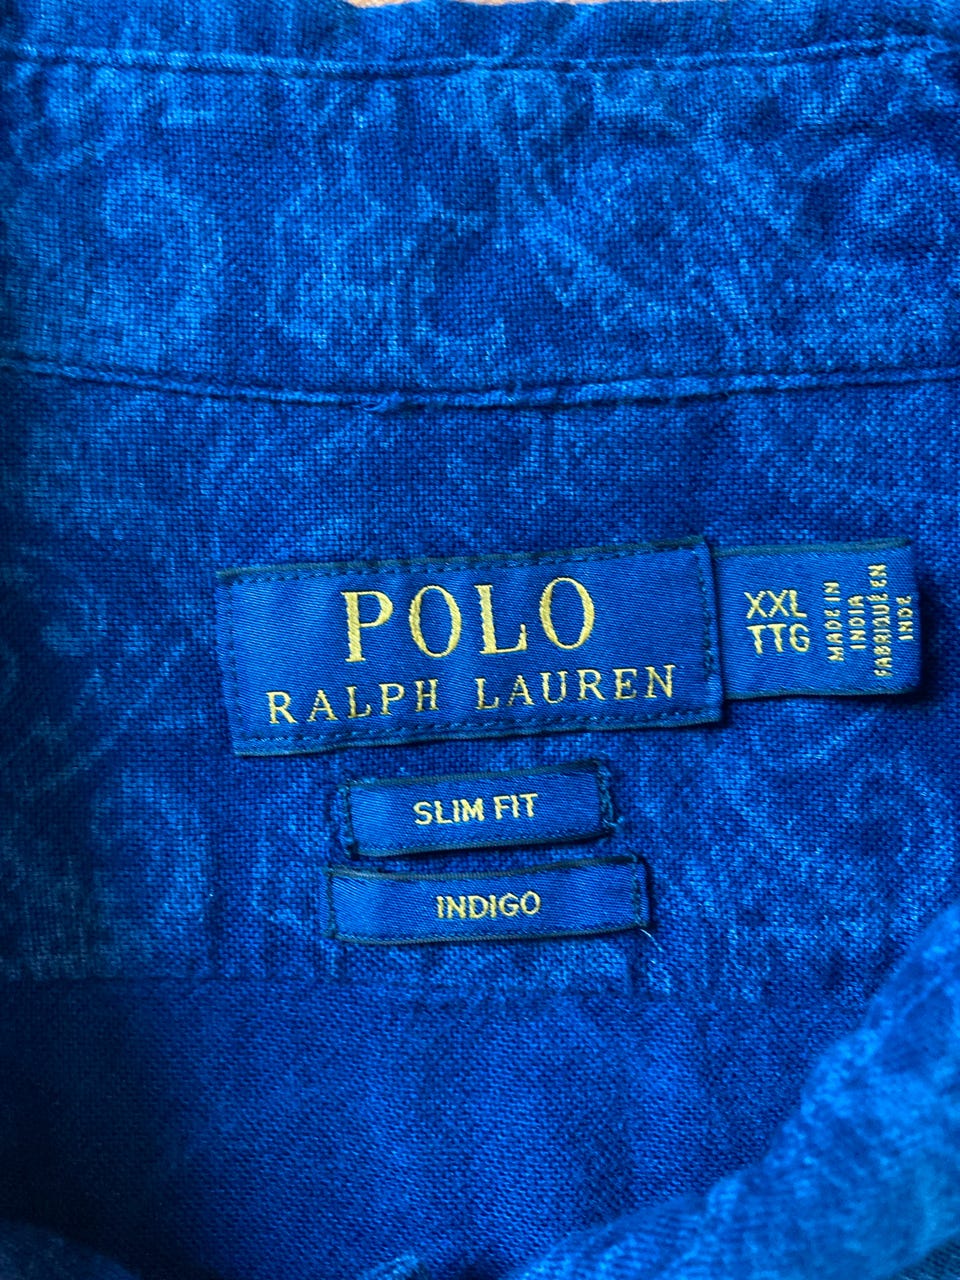 POLO
RALPH LAUREN
XXL
TTG
MADE IN
INDIA
FABRIQUÉ EN
INDE
SLIM FIT
INDIGO